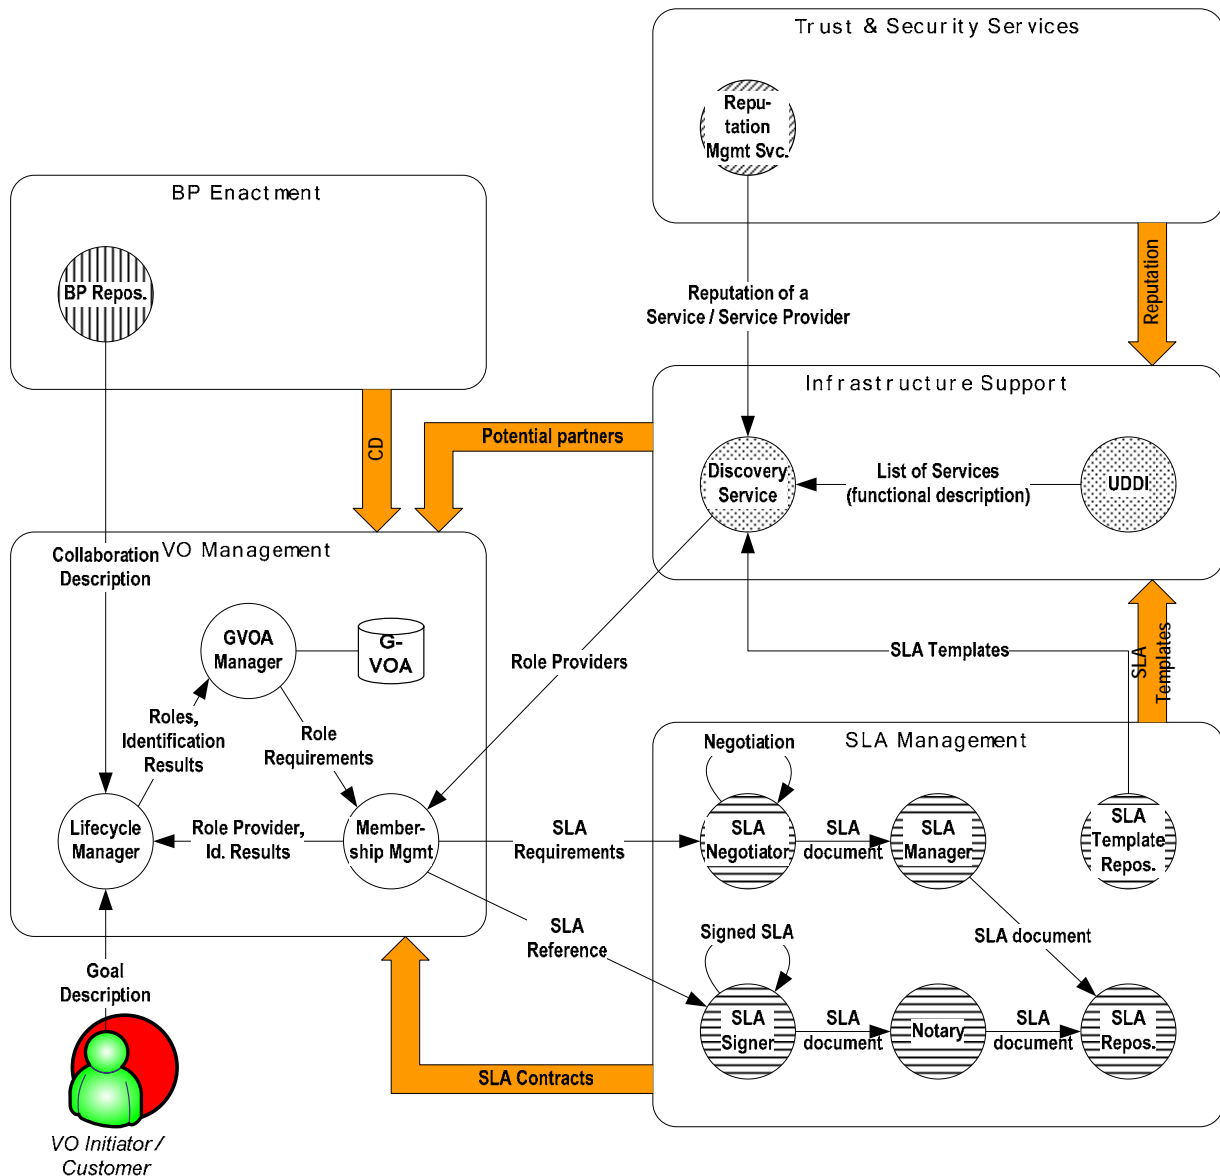 Trust & Security Services
Repu-
tation
Mgmt Svc.
BP Enactment
BP Repos.
Reputation of a
Service / Service Provider
Reputation
Infrastructure Support
CD
Potential partners
Discovery
Service
List of Services
(functional description)
UDDI
VO Management
Collaboration
Description
GVOA
Manager
G-
VOA
Role Providers
SLA Templates
SLA
Templates
Roles,
Identification
Results
Role
Requirements
SLA Management
Negotiation
Lifecycle
Manager
Role Provider,
Id. Results
Member-
ship Mgmt
SLA
Requirements
SLA
Negotiator
SLA
document
SLA
Manager
SLA
Template
Repos.
SLA
Reference
Signed SLA
SLA document
Goal
Description
SLA
Signer
SLA
document
Notary
SLA
document
SLA
Repos.
SLA Contracts
VO Initiator /
Customer